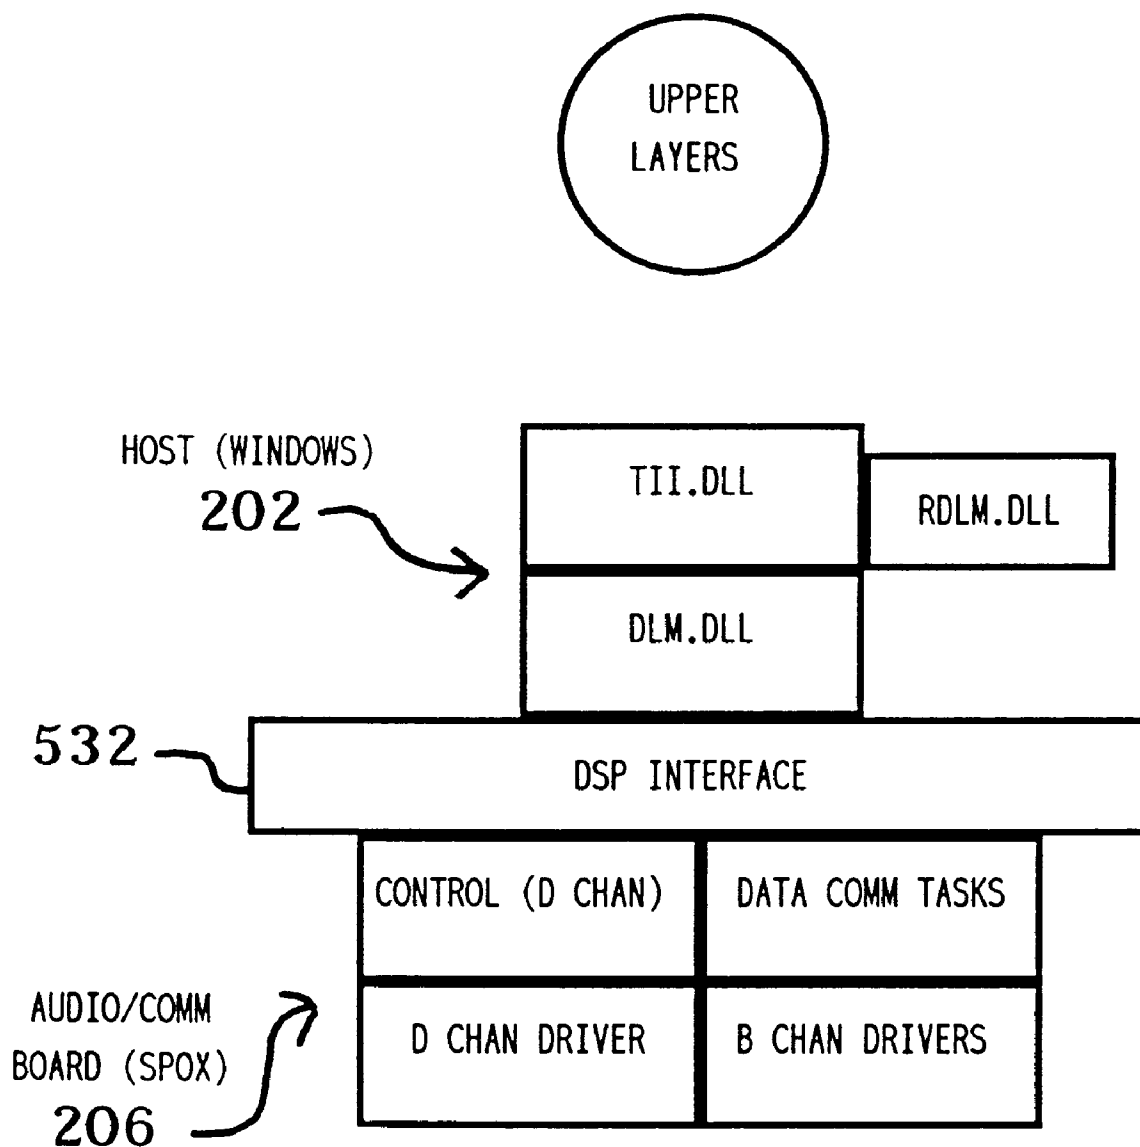 UPPER
LAYERS
HOST (WINDOWS)
202
TII.DLL
RDLM.DLL
DLM.DLL
532
DSP INTERFACE
CONTROL (D CHAN)
DATA COMM TASKS
AUDIO/COMM
BOARD (SPOX)
206
D CHAN DRIVER
B CHAN DRIVERS